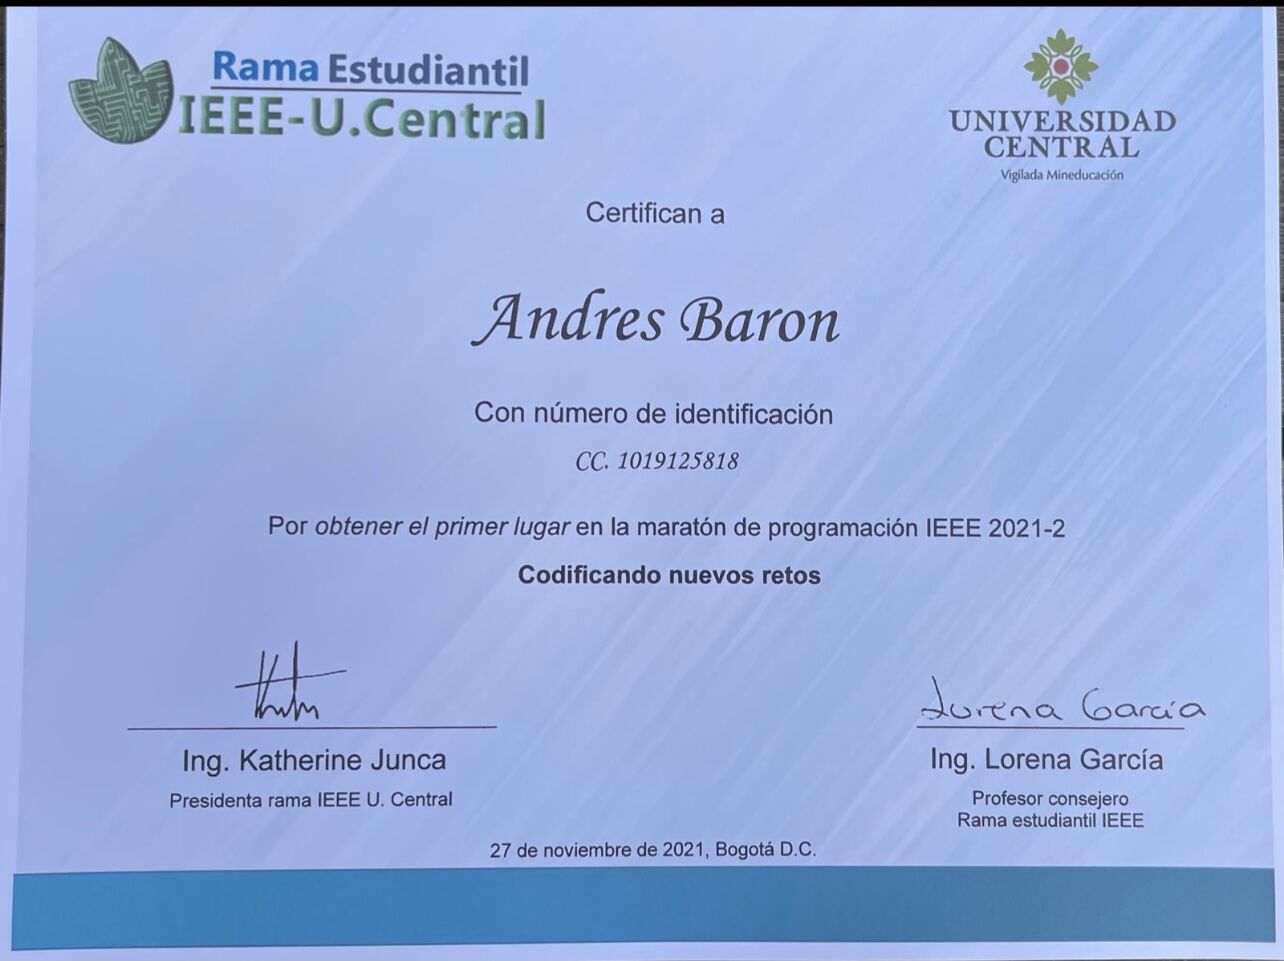 Rama Estudiantil
IEEE-U.Central
UNIVERSIDAD
CENTRAL
Vigilada Mineducación
Certifican a
Andres Baron
Con número de identificación
CC. 1019125818
Por obtener el primer lugar en la maratón de programación IEEE 2021-2
Codificando nuevos retos
Lorena García
Ing. Katherine Junca
Presidenta rama IEEE U. Central
Ing. Lorena García
Profesor consejero
Rama estudiantil IEEE
27 de noviembre de 2021, Bogotá D.C.